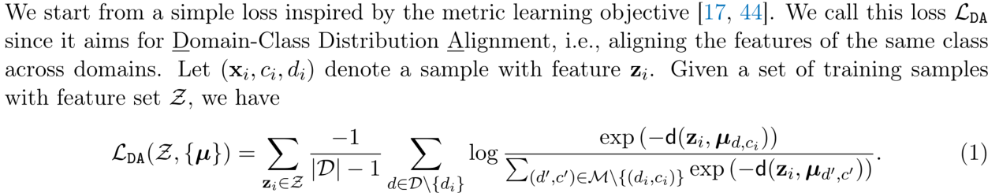 We start from a simple loss inspired by the metric learning objective [17, 44]. We call this loss $\mathcal{L}_{\mathtt{DA}}$
since it aims for \underline{D}omain-Class Distribution \underline{A}lignment, i.e., aligning the features of the same class
across domains. Let $(\mathbf{x}_i, c_i, d_i)$ denote a sample with feature $\mathbf{z}_i$. Given a set of training samples
with feature set $\mathcal{Z}$, we have
$$\mathcal{L}_{\mathtt{DA}}(\mathcal{Z}, \{\boldsymbol{\mu}\}) = \sum_{\mathbf{z}_i \in \mathcal{Z}} \frac{-1}{|\mathcal{D}| - 1} \sum_{d \in \mathcal{D} \setminus \{d_i\}} \log \frac{\exp\left(-\mathsf{d}(\mathbf{z}_i, \boldsymbol{\mu}_{d,c_i})\right)}{\sum_{(d',c') \in \mathcal{M} \setminus \{(d_i,c_i)\}} \exp\left(-\mathsf{d}(\mathbf{z}_i, \boldsymbol{\mu}_{d',c'})\right)}. \quad (1)$$